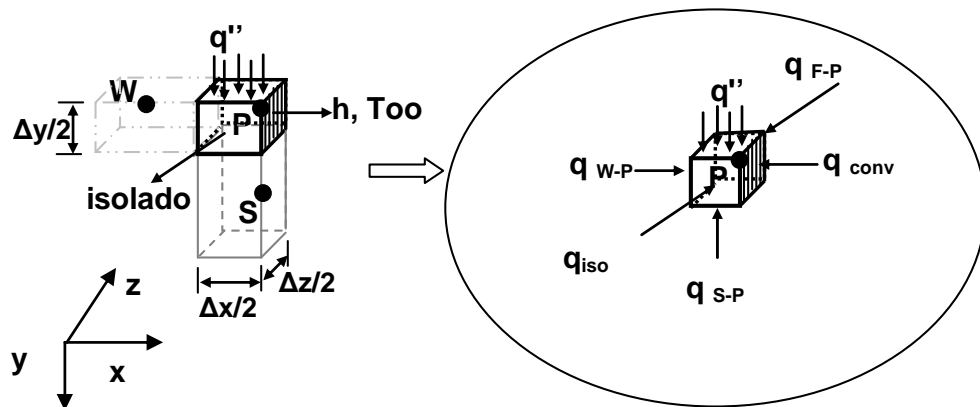 q''
W
Δy/2
P
h, Too
isolado
S
Δz/2
Δx/2
z
y
x
q F-P
q''
q W-P
P
q conv
qiso
q S-P